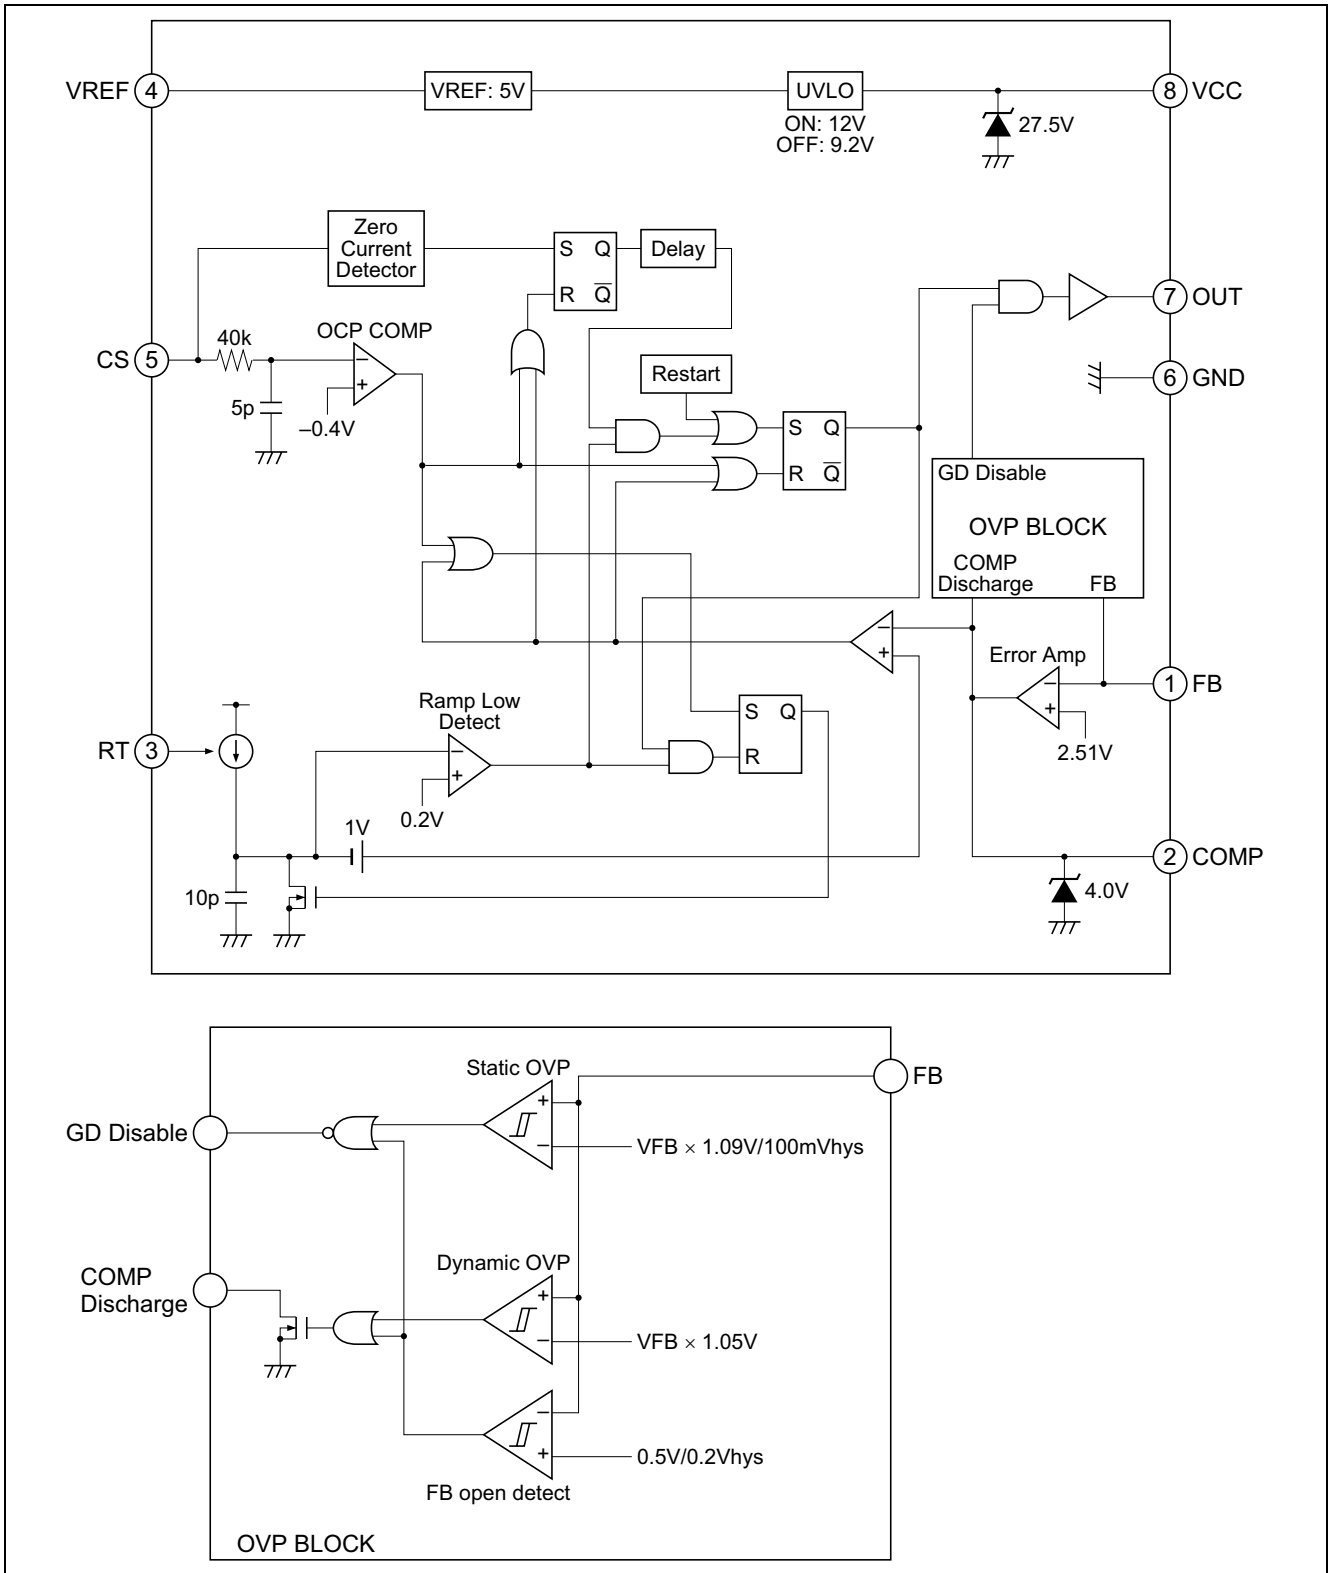 VREF 4
VREF: 5V
UVLO
ON: 12V
OFF: 9.2V
8 VCC
27.5V
Zero
Current
Detector
S Q
R Q̅
Delay
7 OUT
CS 5
40k
OCP COMP
5p
–0.4V
Restart
6 GND
S Q
R Q̅
GD Disable
OVP BLOCK
COMP
Discharge
FB
Error Amp
1 FB
2.51V
RT 3
Ramp Low
Detect
0.2V
S Q
R
1V
10p
2 COMP
4.0V
Static OVP
FB
GD Disable
VFB × 1.09V/100mVhys
Dynamic OVP
COMP
Discharge
VFB × 1.05V
0.5V/0.2Vhys
FB open detect
OVP BLOCK